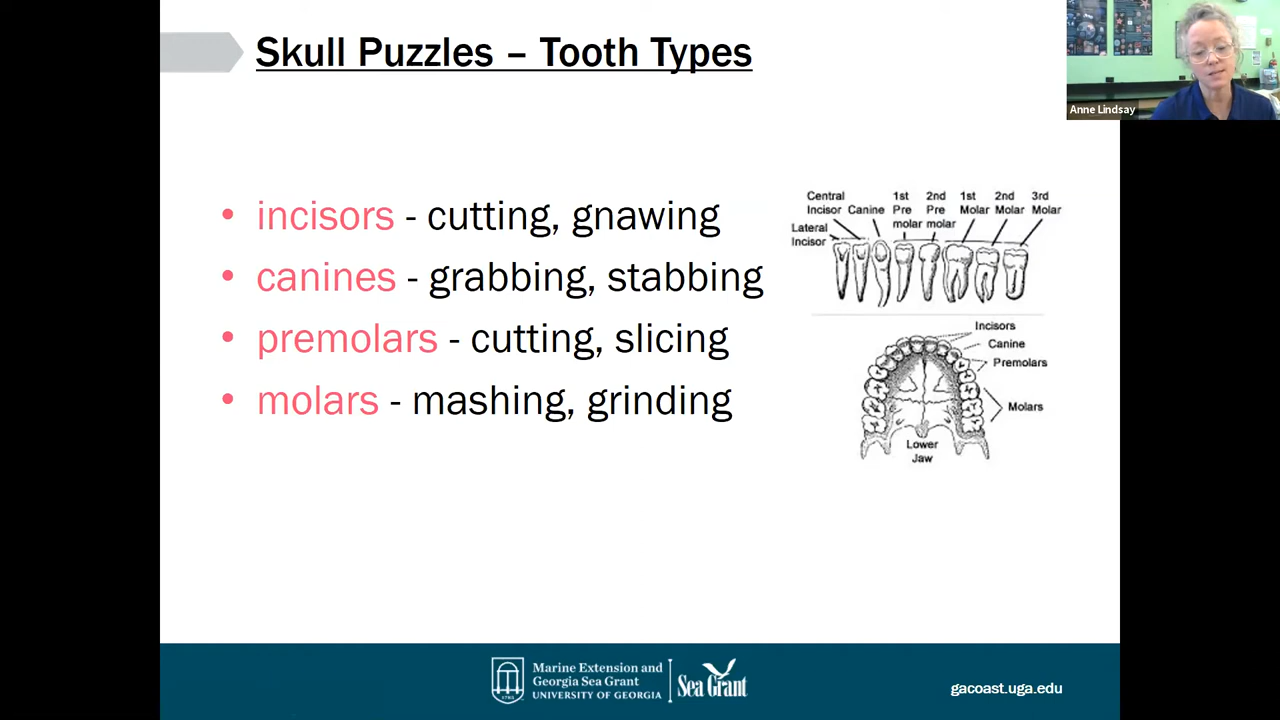 Skull Puzzles – Tooth Types
Anne Lindsay
• incisors - cutting, gnawing
• canines - grabbing, stabbing
• premolars - cutting, slicing
• molars - mashing, grinding
Central Incisor
Lateral Incisor
Canine
1st Pre molar
2nd Pre molar
1st Molar
2nd Molar
3rd Molar
Incisors
Canine
Premolars
Molars
Lower
Jaw
1785
Marine Extension and
Georgia Sea Grant
UNIVERSITY OF GEORGIA
Sea Grant
gacoast.uga.edu